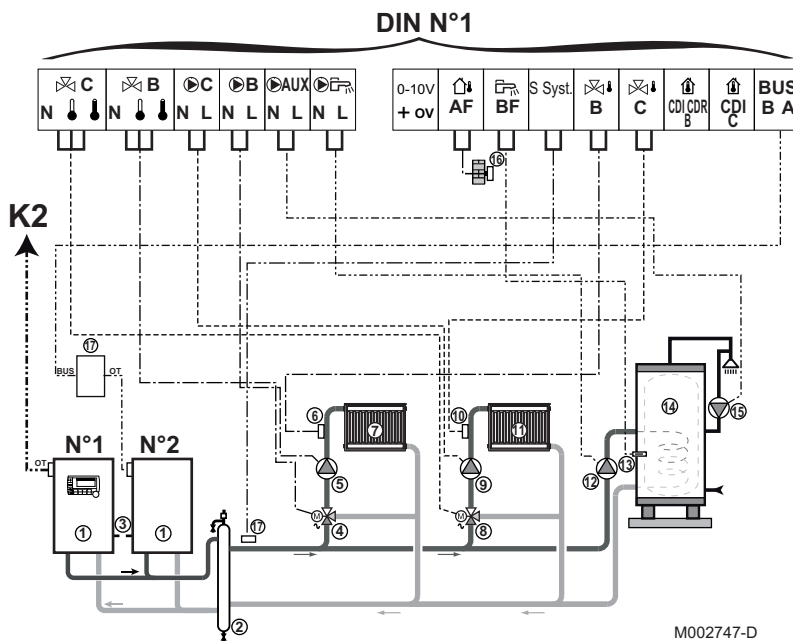 DIN N°1
C
N
B
N
C
N L
B
N L
AUX
N L
N L
0-10V
+ OV
AF
BF
S Syst.
B
C
CDI CDR
B
CDI
C
BUS
B A
16
K2
17
BUS
OT
6
7
10
11
14
15
N°1
N°2
OT
5
9
12
13
1
3
1
17
M
4
M
8
2
M002747-D